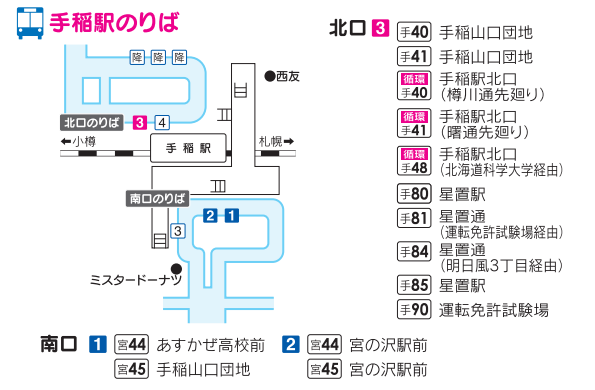 手稲駅のりば
降 降 降
西友
北口のりば 3 4
←小樽
手稲駅
札幌→
南口のりば
2 1
3
ミスタードーナツ
北口 3 手40 手稲山口団地
手41 手稲山口団地
循環 手40 手稲駅北口
(樽川通先廻り)
循環 手41 手稲駅北口
(曙通先廻り)
循環 手48 手稲駅北口
(北海道科学大学経由)
手80 星置駅
手81 星置通
(運転免許試験場経由)
手84 星置通
(明日風3丁目経由)
手85 星置駅
手90 運転免許試験場
南口 1 宮44 あすかぜ高校前
宮45 手稲山口団地
2 宮44 宮の沢駅前
宮45 宮の沢駅前